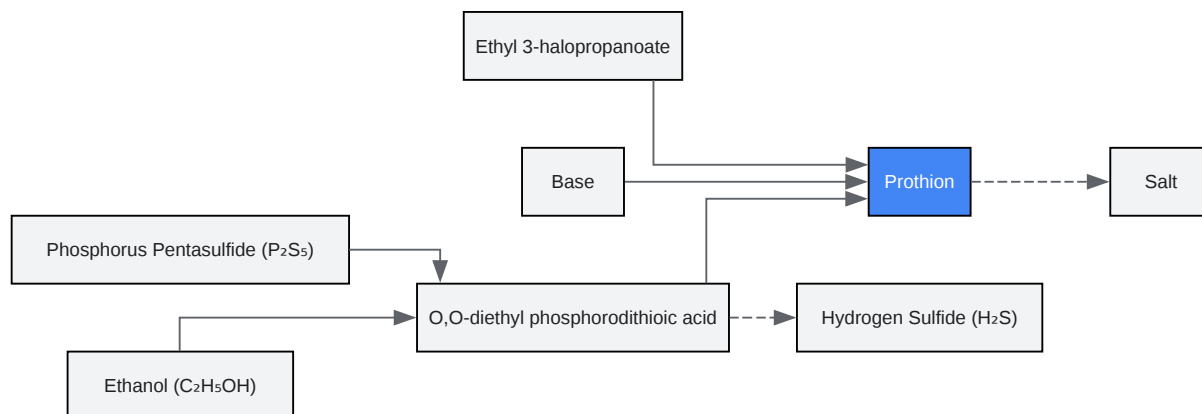 Ethyl 3-halopropanoate
Base
Prothion
Salt
Phosphorus Pentasulfide (P₂S₅)
O,O-diethyl phosphorodithioic acid
Hydrogen Sulfide (H₂S)
Ethanol (C₂H₅OH)